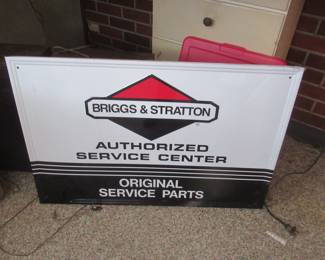 BRIGGS & STRATTON
AUTHORIZED
SERVICE CENTER
ORIGINAL
SERVICE PARTS